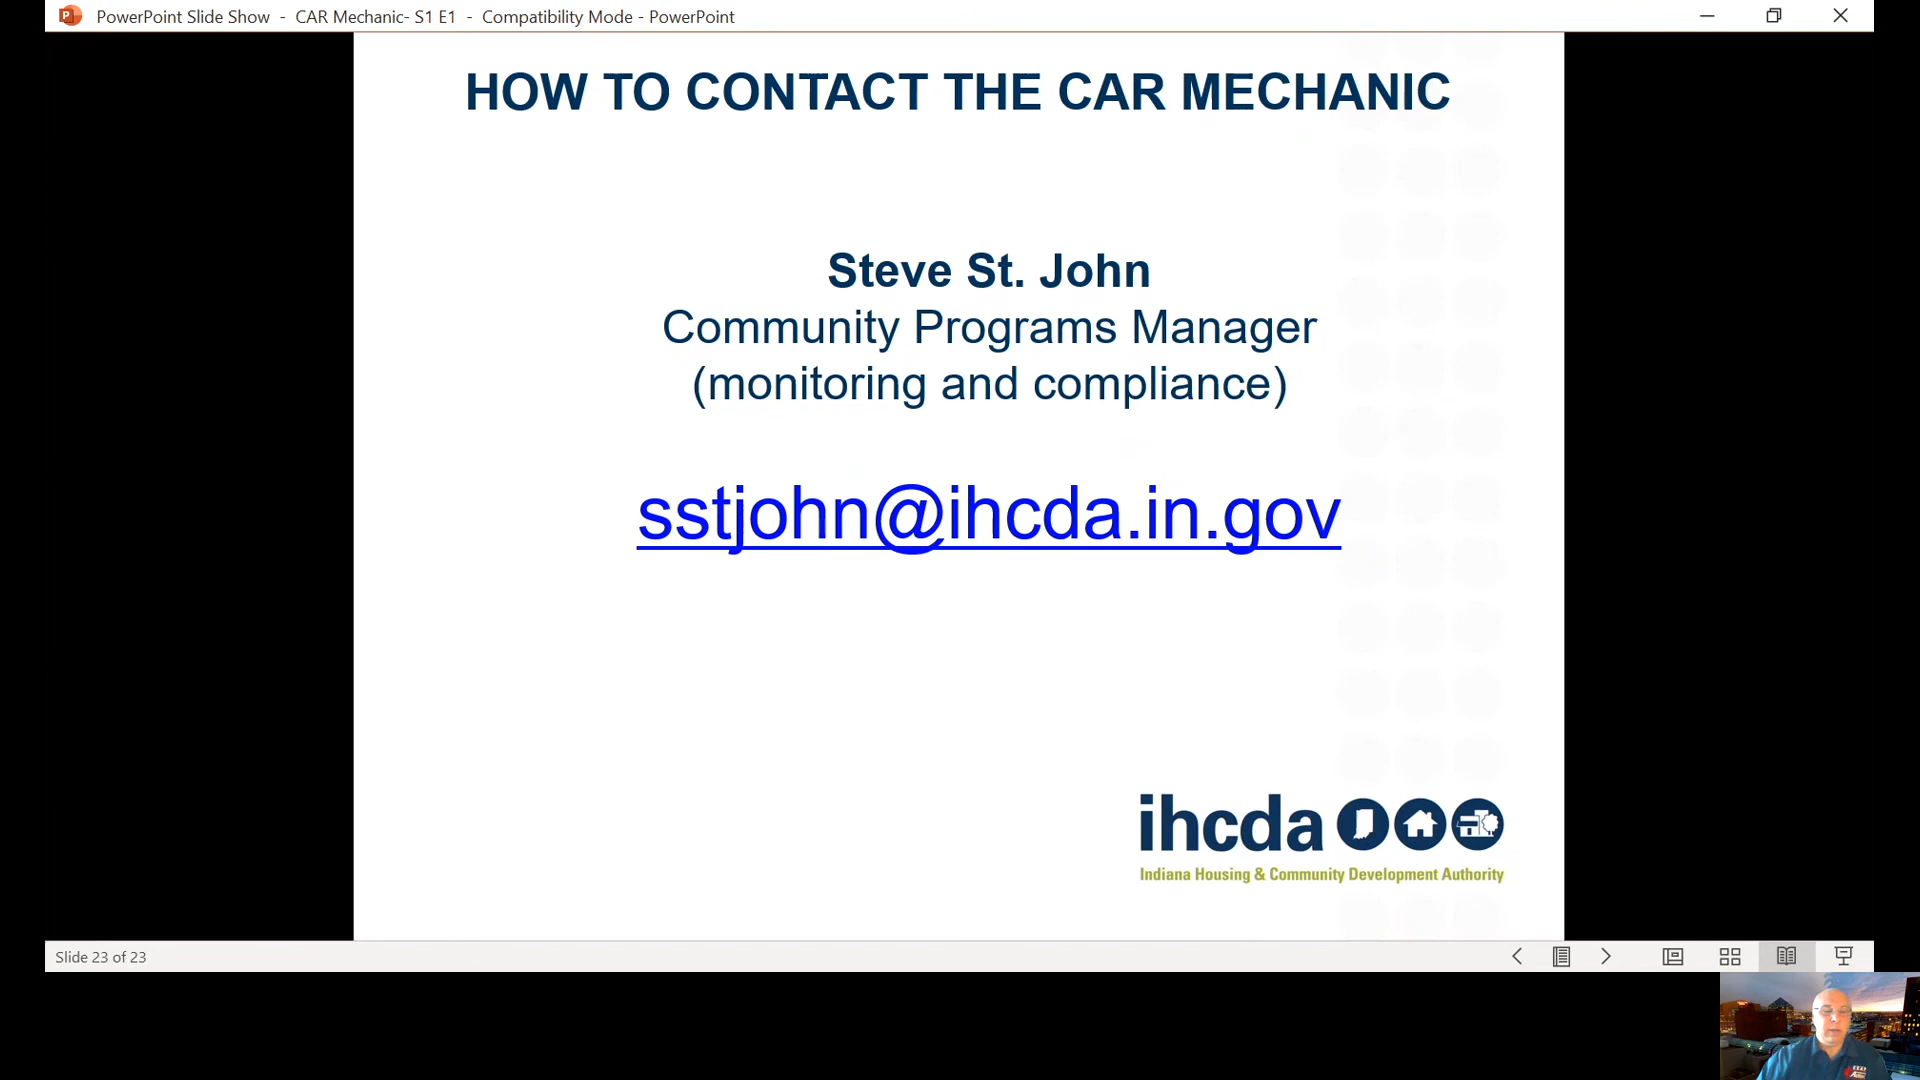 PowerPoint Slide Show - CAR Mechanic- S1 E1 - Compatibility Mode - PowerPoint
HOW TO CONTACT THE CAR MECHANIC
Steve St. John
Community Programs Manager
(monitoring and compliance)
sstjohn@ihcda.in.gov
ihcda
Indiana Housing & Community Development Authority
Slide 23 of 23